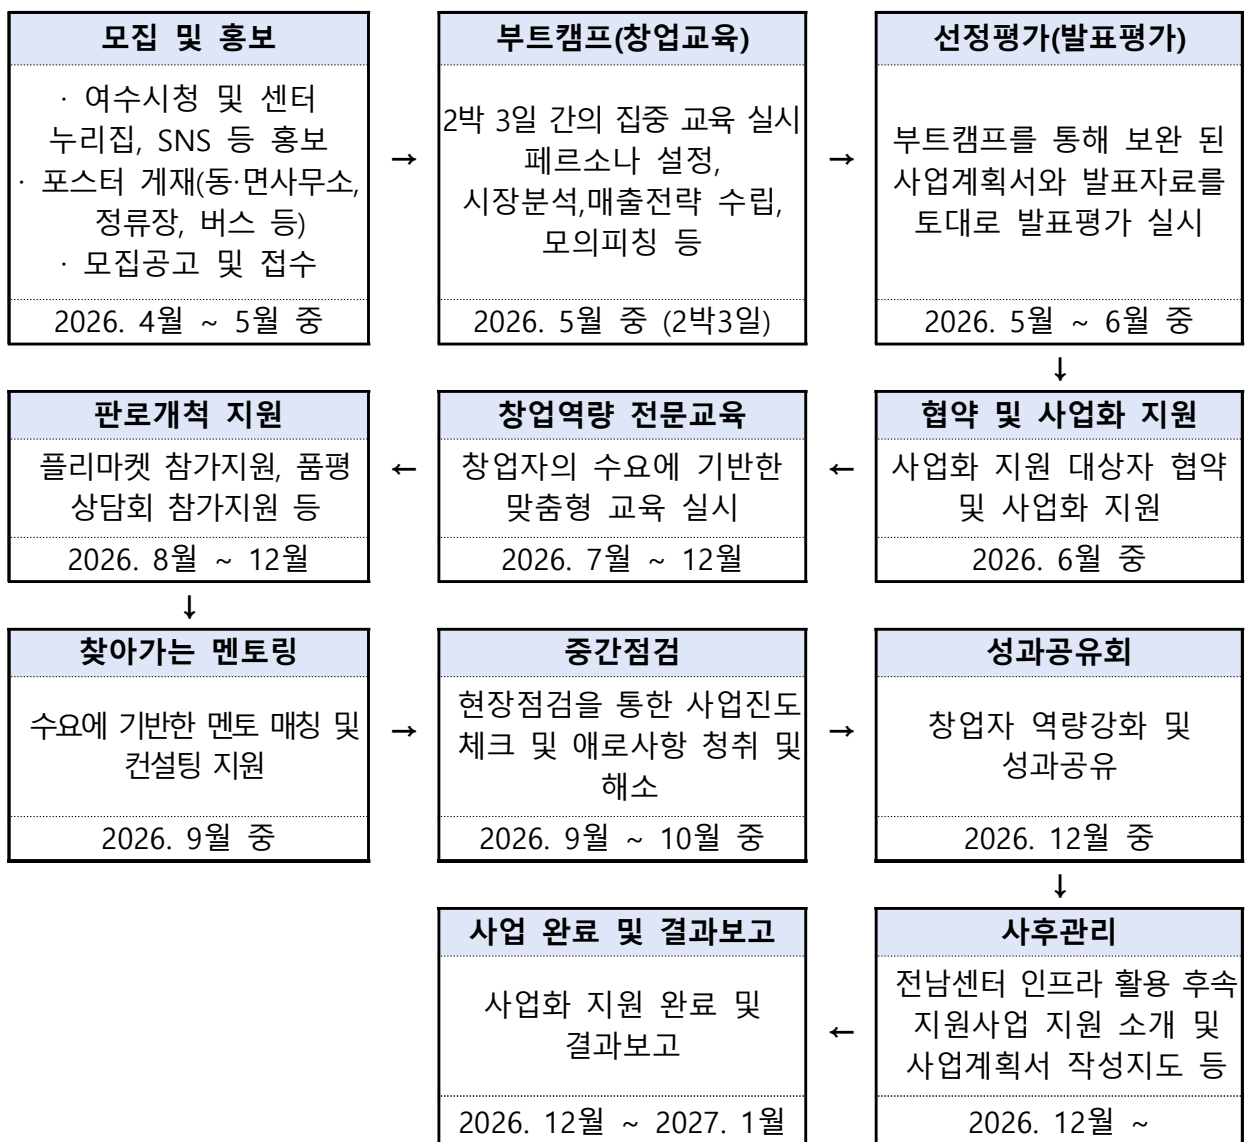 모집 및 홍보
· 여수시청 및 센터
누리집, SNS 등 홍보
· 포스터 게재(동·면사무소,
정류장, 버스 등)
· 모집공고 및 접수
2026. 4월 ~ 5월 중
→
부트캠프(창업교육)
2박 3일 간의 집중 교육 실시
페르소나 설정,
시장분석,매출전략 수립,
모의피칭 등
2026. 5월 중 (2박3일)
→
선정평가(발표평가)
부트캠프를 통해 보완 된
사업계획서와 발표자료를
토대로 발표평가 실시
2026. 5월 ~ 6월 중
↓
협약 및 사업화 지원
사업화 지원 대상자 협약
및 사업화 지원
2026. 6월 중
←
창업역량 전문교육
창업자의 수요에 기반한
맞춤형 교육 실시
2026. 7월 ~ 12월
←
판로개척 지원
플리마켓 참가지원, 품평
상담회 참가지원 등
2026. 8월 ~ 12월
↓
찾아가는 멘토링
수요에 기반한 멘토 매칭 및
컨설팅 지원
2026. 9월 중
→
중간점검
현장점검을 통한 사업진도
체크 및 애로사항 청취 및
해소
2026. 9월 ~ 10월 중
→
성과공유회
창업자 역량강화 및
성과공유
2026. 12월 중
↓
사후관리
전남센터 인프라 활용 후속
지원사업 지원 소개 및
사업계획서 작성지도 등
2026. 12월 ~
←
사업 완료 및 결과보고
사업화 지원 완료 및
결과보고
2026. 12월 ~ 2027. 1월